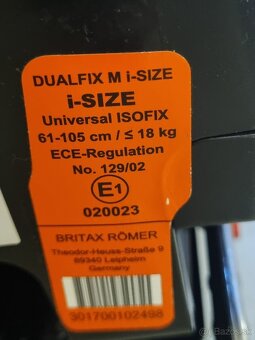 DUALFIX M i-SIZE
i-SIZE
Universal ISOFIX
61-105 cm / ≤ 18 kg
ECE-Regulation
No. 129/02
E1
020023
BRITAX RÖMER
Theodor-Heuss-Straße 9
89340 Leipheim
Germany
301700102498